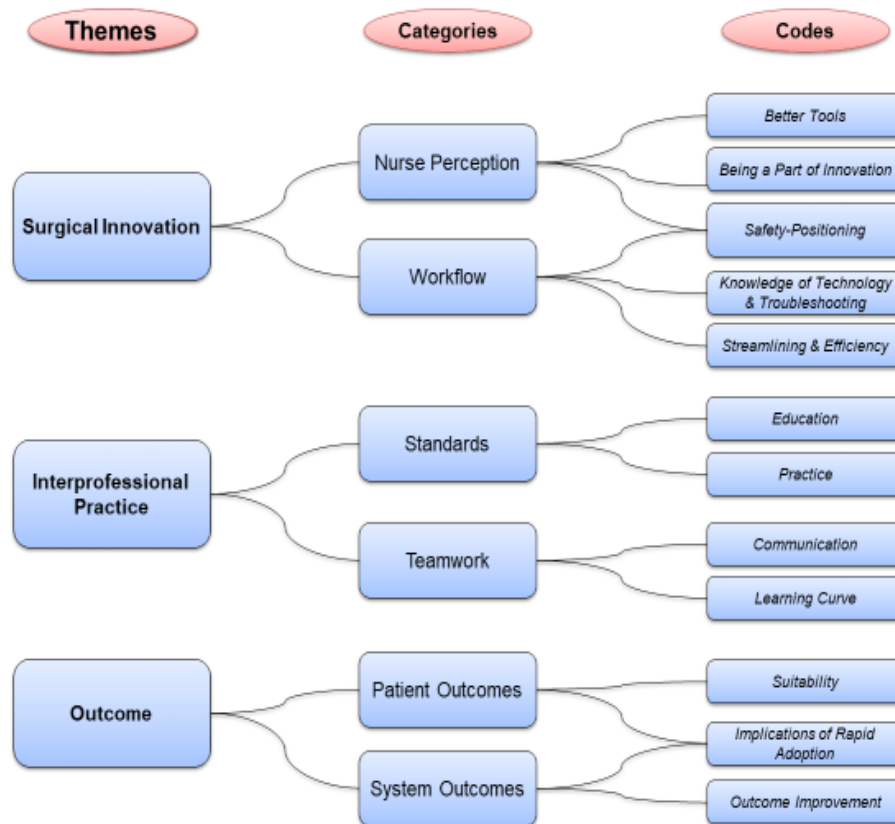 Themes
Categories
Codes
Surgical Innovation
Nurse Perception
Better Tools
Being a Part of Innovation
Safety-Positioning
Workflow
Knowledge of Technology
& Troubleshooting
Streamlining & Efficiency
Interprofessional
Practice
Standards
Education
Practice
Teamwork
Communication
Learning Curve
Outcome
Patient Outcomes
Suitability
Implications of Rapid
Adoption
System Outcomes
Outcome Improvement